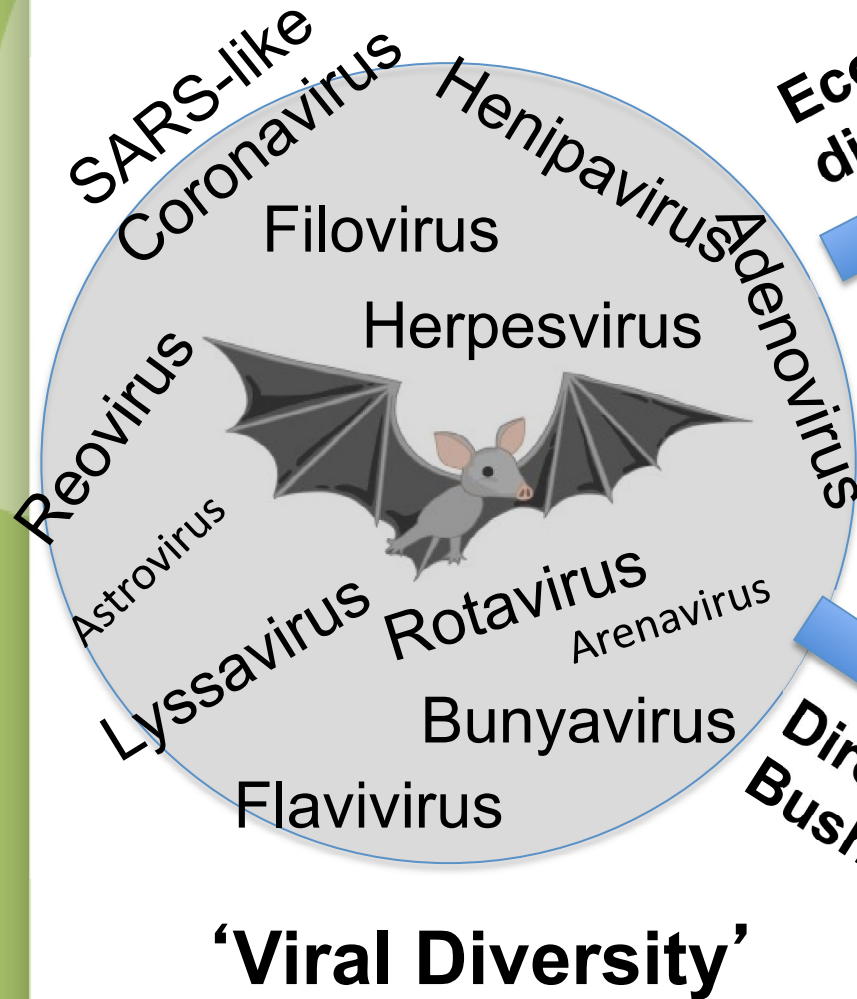 SARS-like
Coronavirus
Henipavirus
Filovirus
Adenovirus
Herpesvirus
Reovirus
Astrovirus
Lyssavirus
Rotavirus
Arenavirus
Bunyavirus
Flavivirus
‘Viral Diversity’